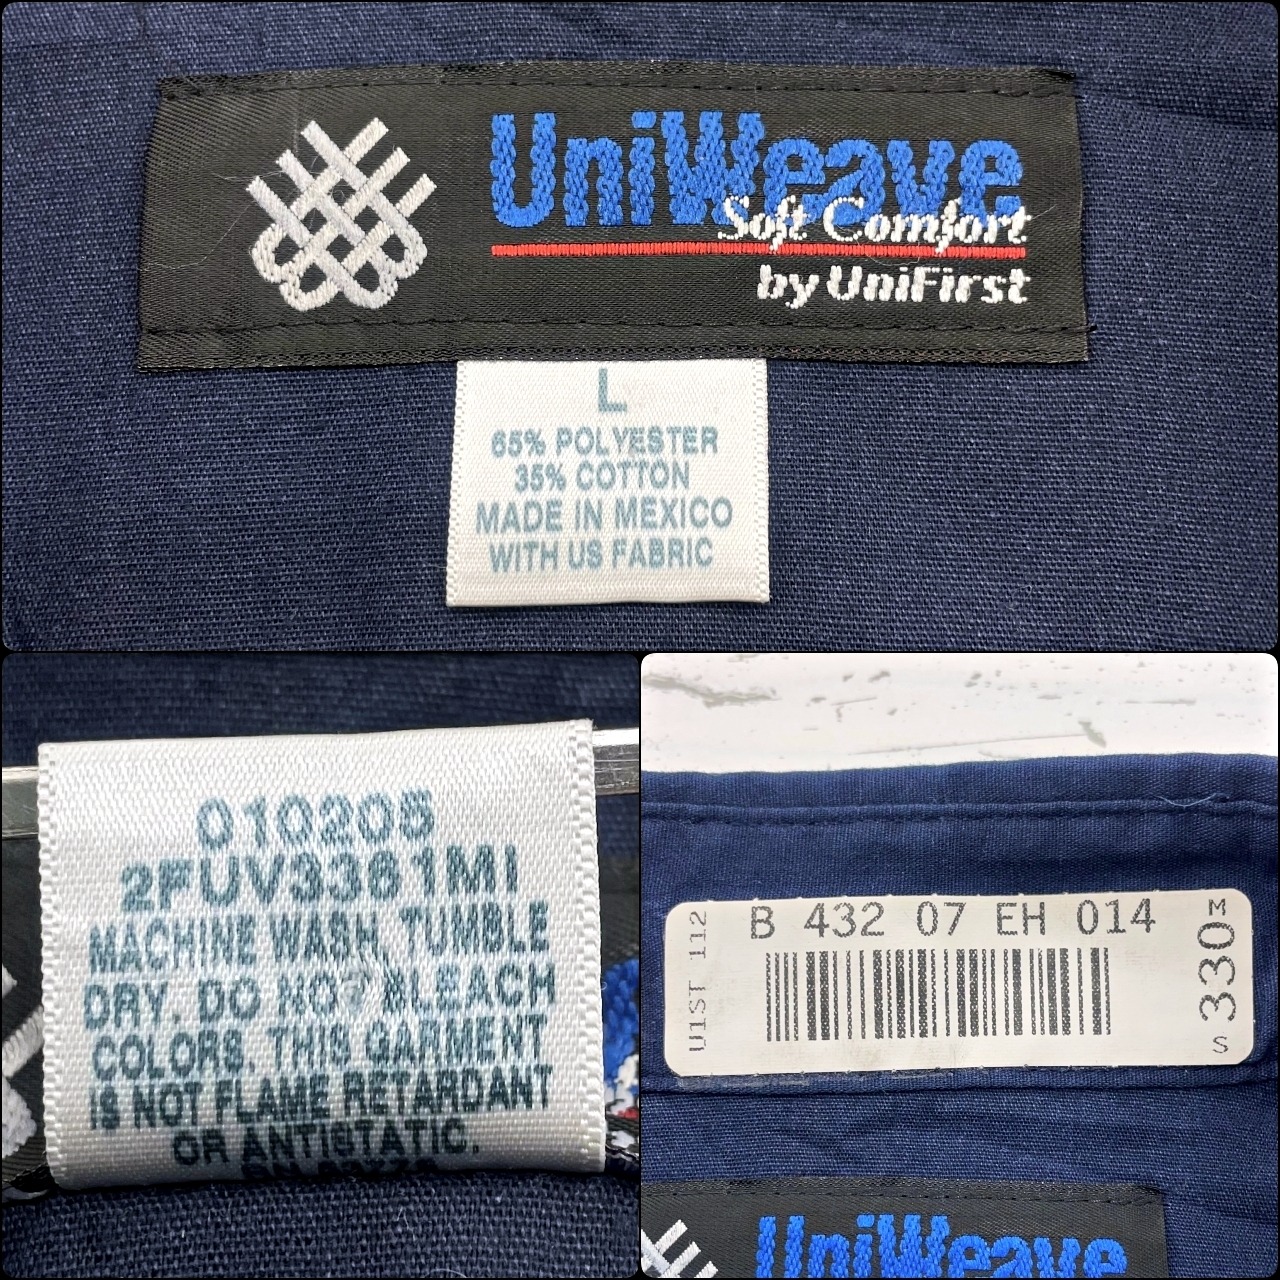 UniWeave
Soft Comfort
by UniFirst
L
65% POLYESTER
35% COTTON
MADE IN MEXICO
WITH US FABRIC
010205
2FUV3361MI
MACHINE WASH, TUMBLE
DRY. DO NOT BLEACH
COLORS. THIS GARMENT
IS NOT FLAME RETARDANT
OR ANTISTATIC.
U1ST 112
B 432 07 EH 014
330 M
S
UniWeave